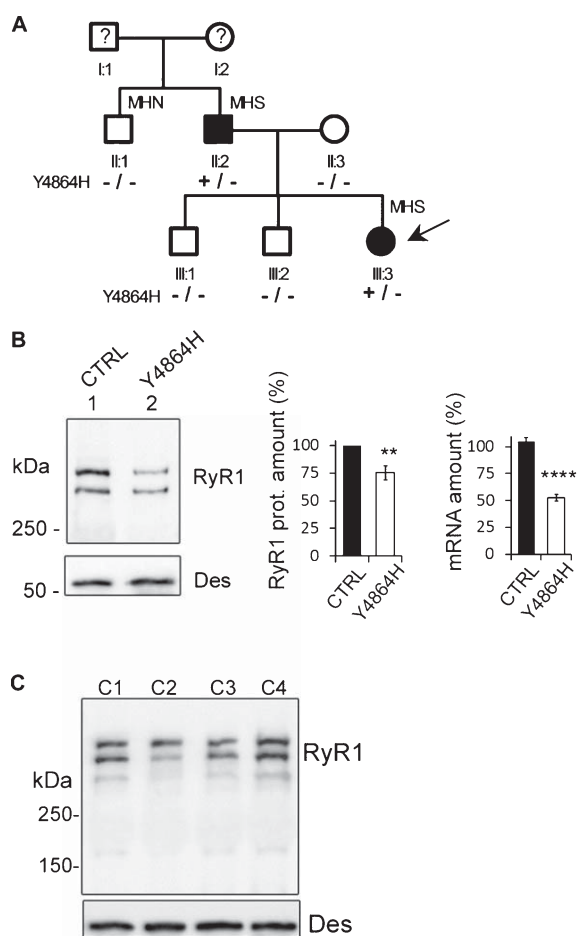 A
? ?
I:1 I:2
MHN MHS
II:1 II:2 II:3
Y4864H - / - + / - - / -
MHS
III:1 III:2 III:3
Y4864H - / - - / - + / -
B
CTRL Y4864H
1 2
kDa
RyR1
250 -
50 - Des
RyR1 prot. amount (%)
100
75
50
25
0
**
CTRL Y4864H
mRNA amount (%)
100
75
50
25
0
****
CTRL Y4864H
C
C1 C2 C3 C4
RyR1
kDa
250-
150-
Des